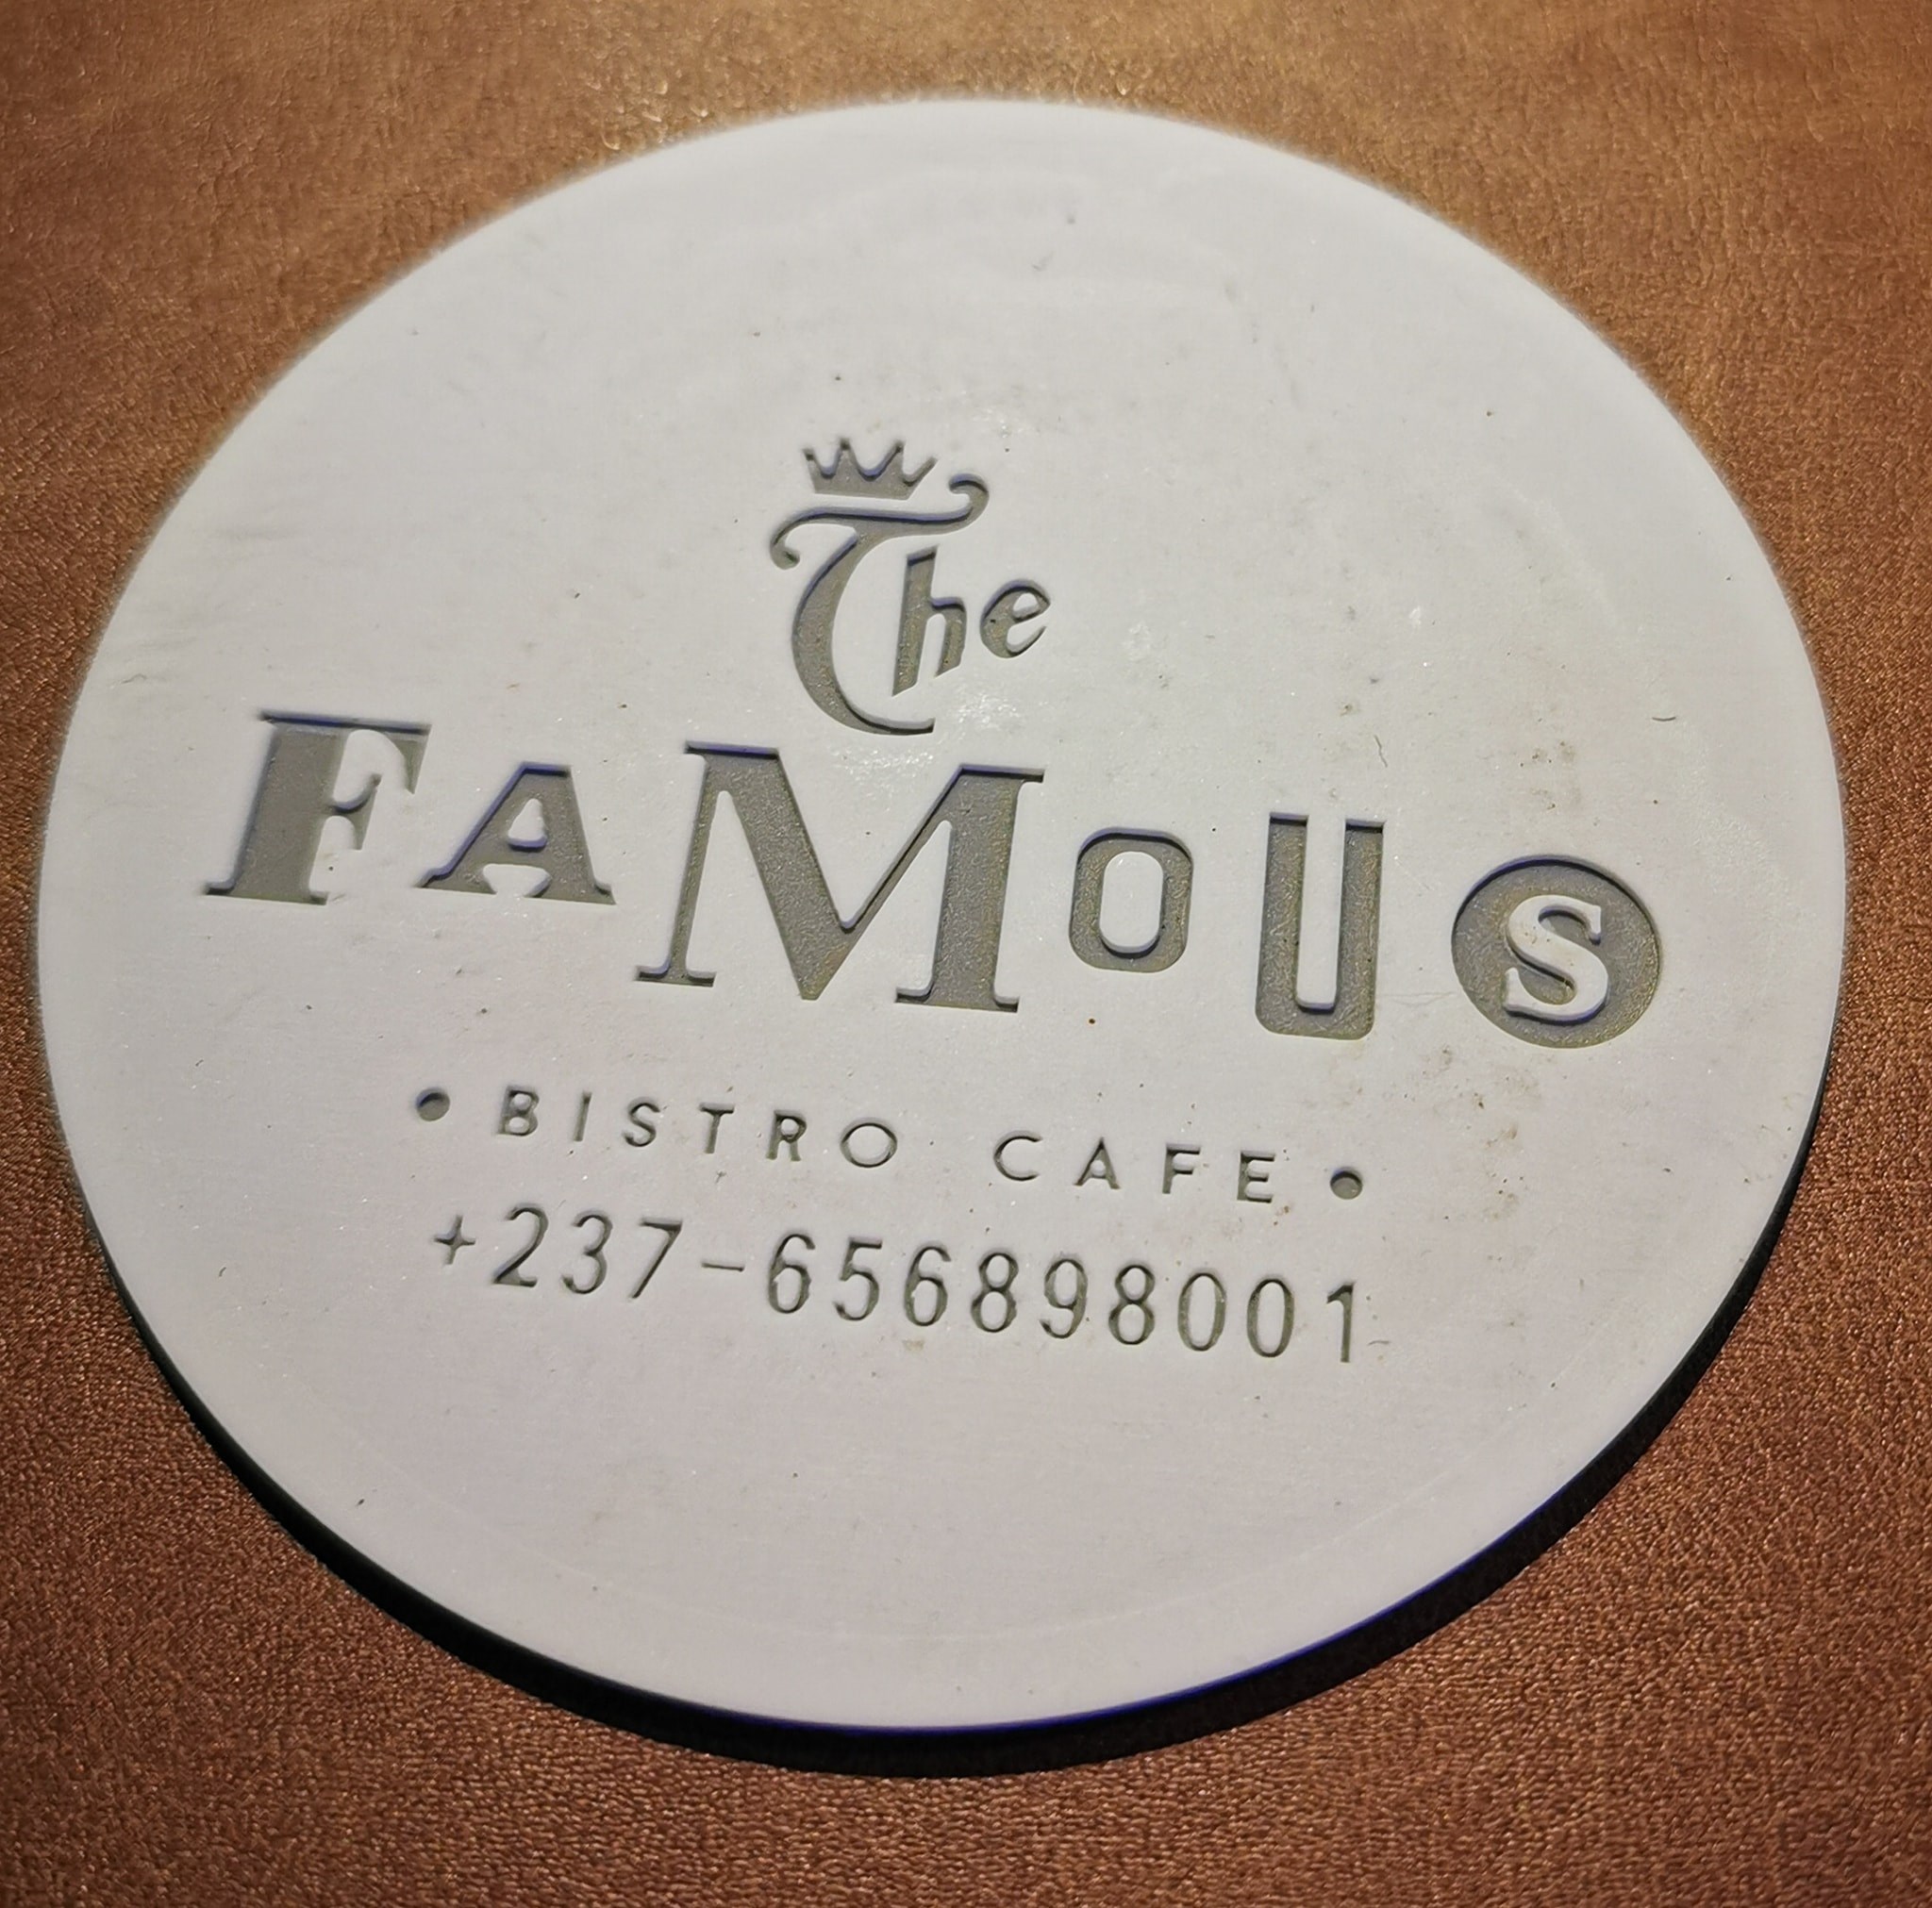 The
FAMoUS
• BISTRO CAFE •
+237-656898001